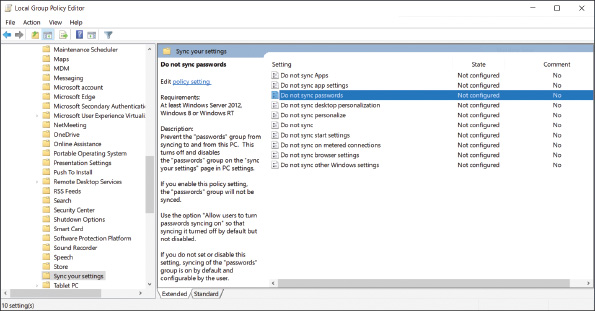 Local Group Policy Editor
File Action View Help
Maintenance Scheduler
Maps
MDM
Messaging
Microsoft account
Microsoft Edge
Microsoft Secondary Authenticati
Microsoft User Experience Virtuali
NetMeeting
OneDrive
Online Assistance
Portable Operating System
Presentation Settings
Push To Install
Remote Desktop Services
RSS Feeds
Search
Security Center
Shutdown Options
Smart Card
Software Protection Platform
Sound Recorder
Speech
Store
Sync your settings
Tablet PC
Sync your settings
Do not sync passwords
Edit policy setting
Requirements:
At least Windows Server 2012,
Windows 8 or Windows RT
Description:
Prevent the "passwords" group from
syncing to and from this PC. This
turns off and disables
the "passwords" group on the "sync
your settings" page in PC settings.
If you enable this policy setting,
the "passwords" group will not be
synced.
Use the option "Allow users to turn
passwords syncing on" so that
syncing it turned off by default but
not disabled.
If you do not set or disable this
setting, syncing of the "passwords"
group is on by default and
configurable by the user.
Setting State Comment
Do not sync Apps Not configured No
Do not sync app settings Not configured No
Do not sync passwords Not configured No
Do not sync desktop personalization Not configured No
Do not sync personalize Not configured No
Do not sync Not configured No
Do not sync start settings Not configured No
Do not sync on metered connections Not configured No
Do not sync browser settings Not configured No
Do not sync other Windows settings Not configured No
Extended Standard
10 setting(s)